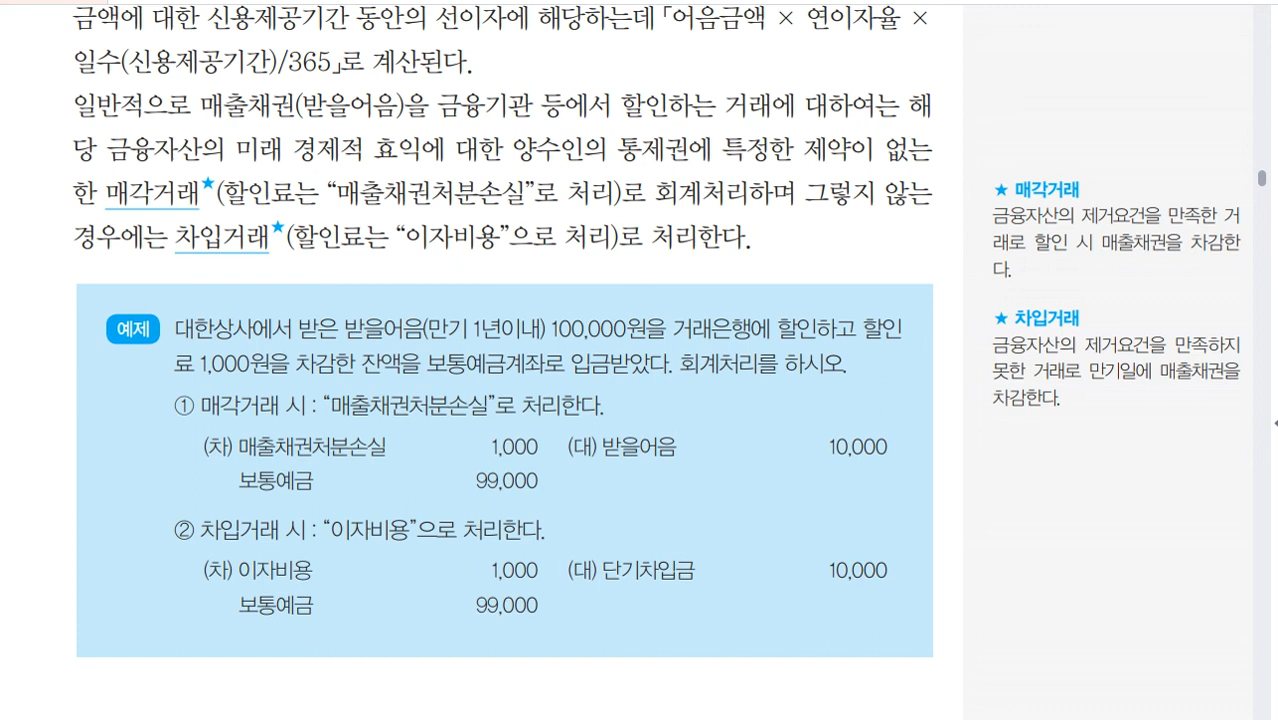 금액에 대한 신용제공기간 동안의 선이자에 해당하는데 「어음금액 × 연이자율 ×
일수(신용제공기간)/365」로 계산된다.
일반적으로 매출채권(받을어음)을 금융기관 등에서 할인하는 거래에 대하여는 해
당 금융자산의 미래 경제적 효익에 대한 양수인의 통제권에 특정한 제약이 없는
한 매각거래★(할인료는 “매출채권처분손실”로 처리)로 회계처리하며 그렇지 않는
경우에는 차입거래★(할인료는 “이자비용”으로 처리)로 처리한다.
예제 대한상사에서 받은 받을어음(만기 1년이내) 100,000원을 거래은행에 할인하고 할인
료 1,000원을 차감한 잔액을 보통예금계좌로 입금받았다. 회계처리를 하시오.
① 매각거래 시 : “매출채권처분손실”로 처리한다.
(차) 매출채권처분손실 1,000 (대) 받을어음 10,000
보통예금 99,000
② 차입거래 시 : “이자비용”으로 처리한다.
(차) 이자비용 1,000 (대) 단기차입금 10,000
보통예금 99,000
★ 매각거래
금융자산의 제거요건을 만족한 거
래로 할인 시 매출채권을 차감한
다.
★ 차입거래
금융자산의 제거요건을 만족하지
못한 거래로 만기일에 매출채권을
차감한다.